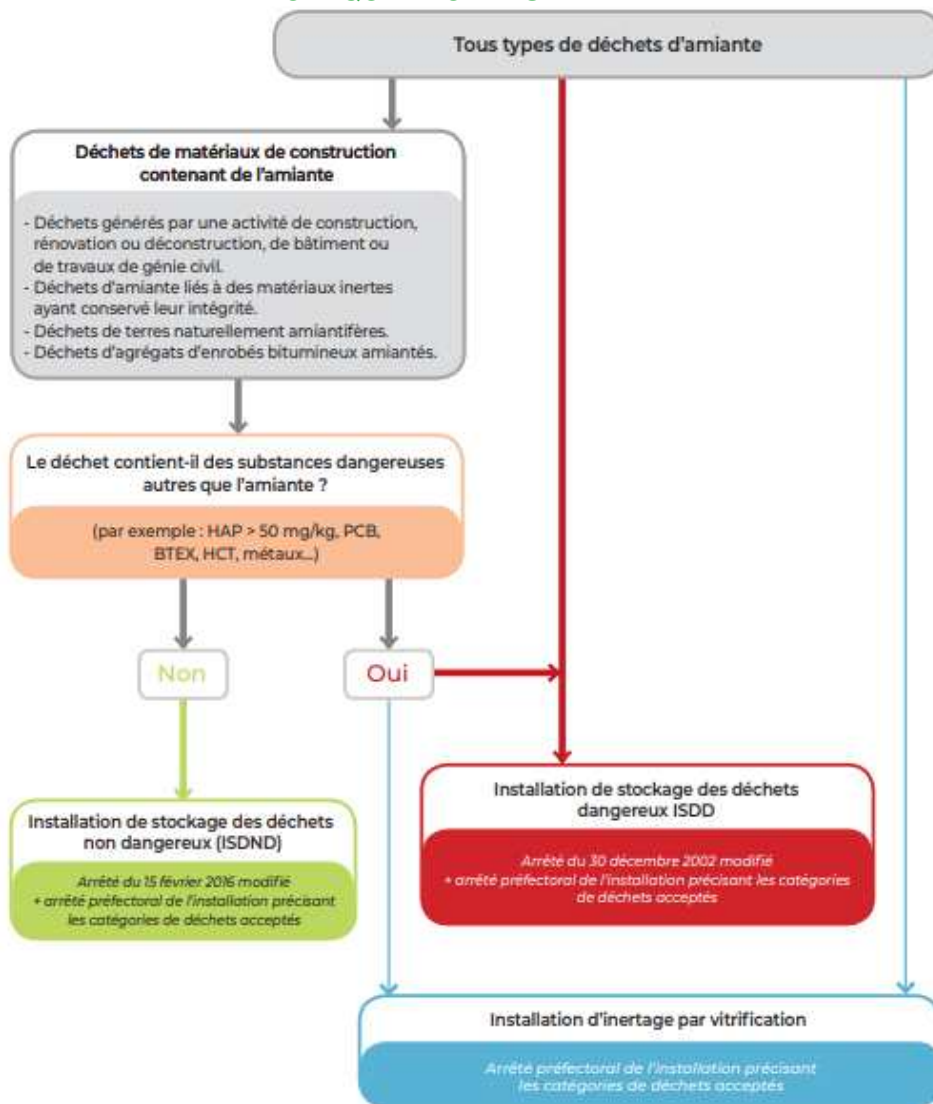 Tous types de déchets d'amiante
Déchets de matériaux de construction
contenant de l'amiante
- Déchets générés par une activité de construction,
rénovation ou déconstruction, de bâtiment ou
de travaux de génie civil.
- Déchets d'amiante liés à des matériaux inertes
ayant conservé leur intégrité.
- Déchets de terres naturellement amiantifères.
- Déchets d'agrégats d'enrobés bitumineux amiantés.
Le déchet contient-il des substances dangereuses
autres que l'amiante ?
(par exemple : HAP > 50 mg/kg, PCB,
BTEX, HCT, métaux...)
Non
Oui
Installation de stockage des déchets
non dangereux (ISDND)
Arrêté du 15 février 2016 modifié
+ arrêté préfectoral de l'installation précisant
les catégories de déchets acceptés
Installation de stockage des déchets
dangereux ISDD
Arrêté du 30 décembre 2002 modifié
+ arrêté préfectoral de l'installation précisant les catégories
de déchets acceptés
Installation d'inertage par vitrification
Arrêté préfectoral de l'installation précisant
les catégories de déchets acceptés